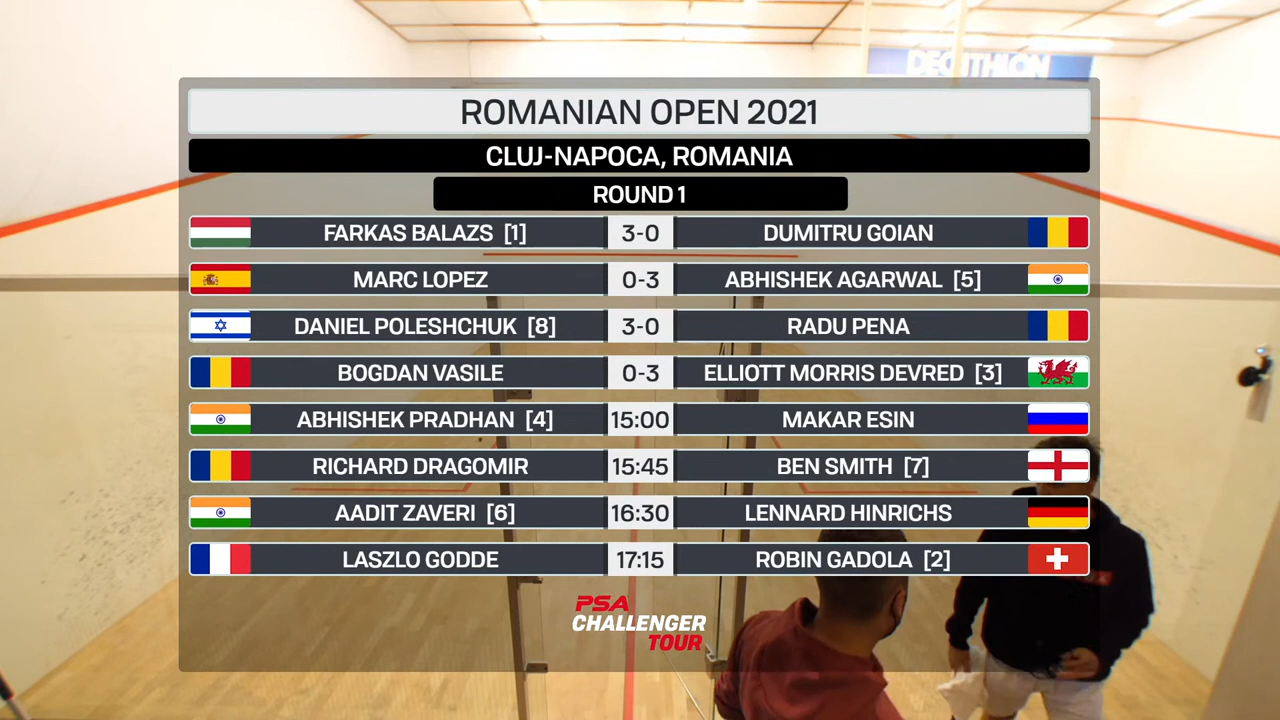 DECATHLON
ROMANIAN OPEN 2021
CLUJ-NAPOCA, ROMANIA
ROUND 1
FARKAS BALAZS [1] 3-0 DUMITRU GOIAN
MARC LOPEZ 0-3 ABHISHEK AGARWAL [5]
DANIEL POLESHCHUK [8] 3-0 RADU PENA
BOGDAN VASILE 0-3 ELLIOTT MORRIS DEVRED [3]
ABHISHEK PRADHAN [4] 15:00 MAKAR ESIN
RICHARD DRAGOMIR 15:45 BEN SMITH [7]
AADIT ZAVERI [6] 16:30 LENNARD HINRICHS
LASZLO GODDE 17:15 ROBIN GADOLA [2]
PSA
CHALLENGER
TOUR